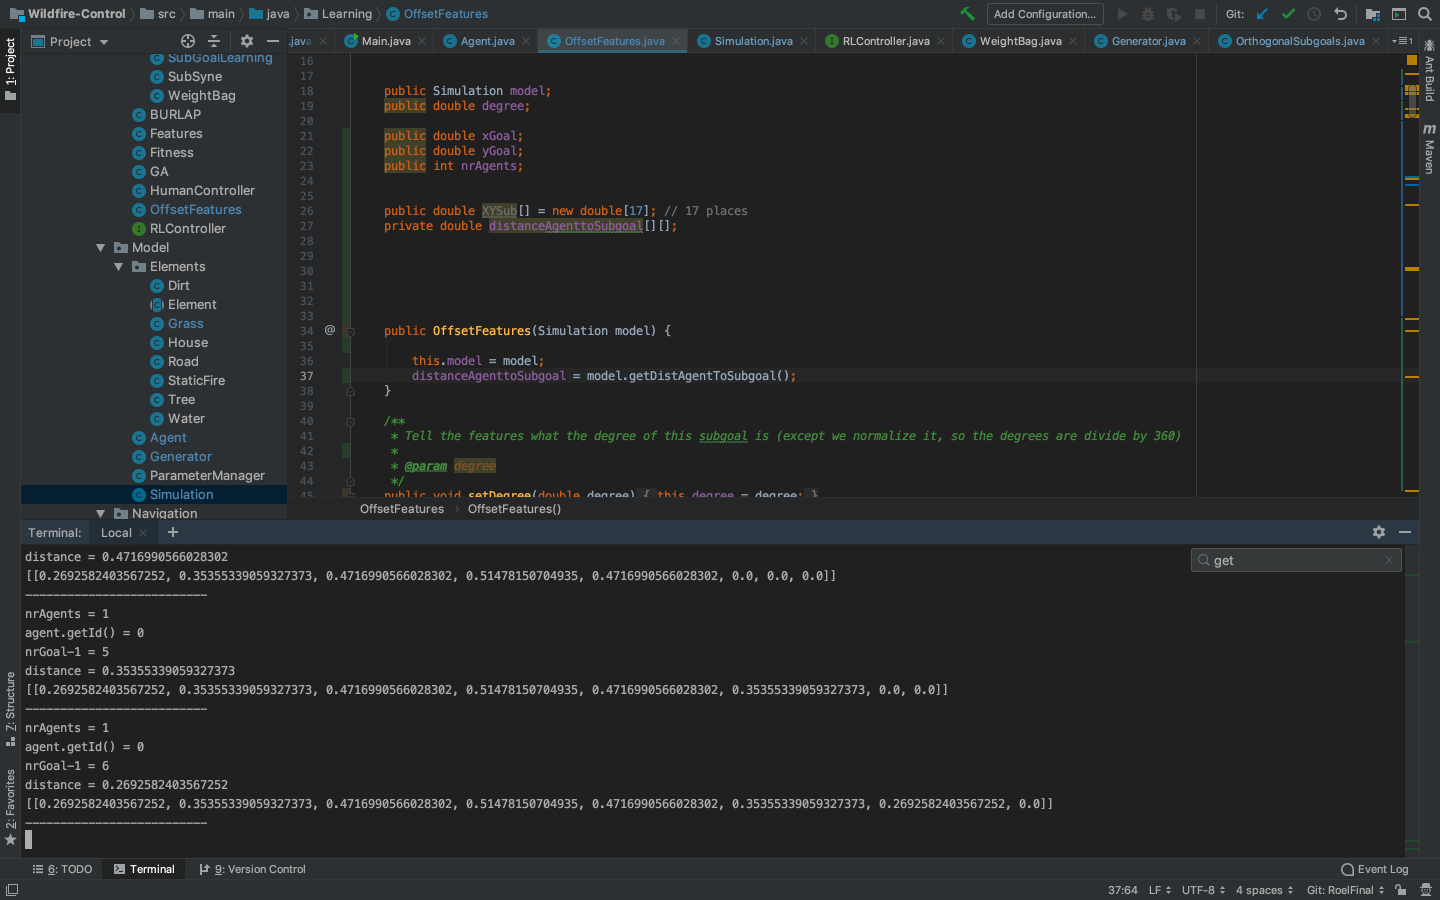 Wildfire-Control
src
main
java
Learning
OffsetFeatures
Add Configuration...
Git:
Project
.java
Main.java
Agent.java
OffsetFeatures.java
Simulation.java
RLController.java
WeightBag.java
Generator.java
OrthogonalSubgoals.java
1
1: Project
Ant Build
Maven
Z: Structure
2: Favorites
SubGoalLearning
SubSyne
WeightBag
BURLAP
Features
Fitness
GA
HumanController
OffsetFeatures
RLController
Model
Elements
Dirt
Element
Grass
House
Road
StaticFire
Tree
Water
Agent
Generator
ParameterManager
Simulation
Navigation
16
17
18 public Simulation model;
19 public double degree;
20
21 public double xGoal;
22 public double yGoal;
23 public int nrAgents;
24
25
26 public double XYSub[] = new double[17]; // 17 places
27 private double distanceAgenttoSubgoal[][];
28
29
30
31
32
33
34 @ public OffsetFeatures(Simulation model) {
35
36 this.model = model;
37 distanceAgenttoSubgoal = model.getDistAgentToSubgoal();
38 }
39
40 /**
41 * Tell the features what the degree of this subgoal is (except we normalize it, so the degrees are divide by 360)
42 *
43 * @param degree
44 */
45 public void setDegree(double degree) { this.degree = degree; }
OffsetFeatures
OffsetFeatures()
Terminal:
Local
get
distance = 0.4716990566028302
[[0.2692582403567252, 0.35355339059327373, 0.4716990566028302, 0.51478150704935, 0.4716990566028302, 0.0, 0.0, 0.0]]
--------------------------
nrAgents = 1
agent.getId() = 0
nrGoal-1 = 5
distance = 0.35355339059327373
[[0.2692582403567252, 0.35355339059327373, 0.4716990566028302, 0.51478150704935, 0.4716990566028302, 0.35355339059327373, 0.0, 0.0]]
--------------------------
nrAgents = 1
agent.getId() = 0
nrGoal-1 = 6
distance = 0.2692582403567252
[[0.2692582403567252, 0.35355339059327373, 0.4716990566028302, 0.51478150704935, 0.4716990566028302, 0.35355339059327373, 0.2692582403567252, 0.0]]
--------------------------
6: TODO
Terminal
9: Version Control
Event Log
37:64
LF
UTF-8
4 spaces
Git: RoelFinal